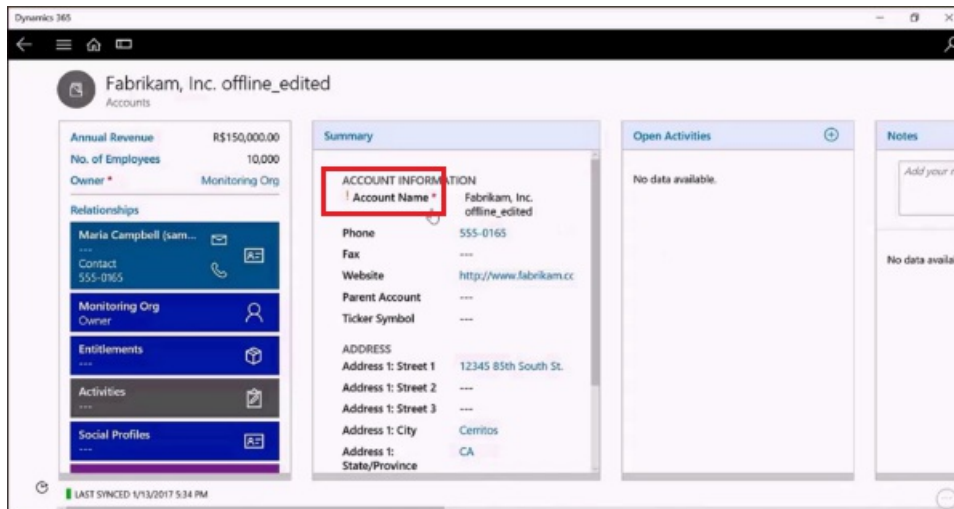 Dynamics 365
Fabrikam, Inc. offline_edited
Accounts
Annual Revenue R$150,000.00
No. of Employees 10,000
Owner * Monitoring Org
Relationships
Maria Campbell (sam...
---
Contact
555-0165
Monitoring Org
Owner
Entitlements
---
Activities
---
Social Profiles
---
Summary
ACCOUNT INFORMATION
! Account Name * Fabrikam, Inc.
offline_edited
Phone 555-0165
Fax ---
Website http://www.fabrikam.cc
Parent Account ---
Ticker Symbol ---
ADDRESS
Address 1: Street 1 12345 85th South St.
Address 1: Street 2 ---
Address 1: Street 3 ---
Address 1: City Cerritos
Address 1: CA
State/Province
Open Activities
No data available.
Notes
Add your
No data availa
LAST SYNCED 1/13/2017 5:34 PM